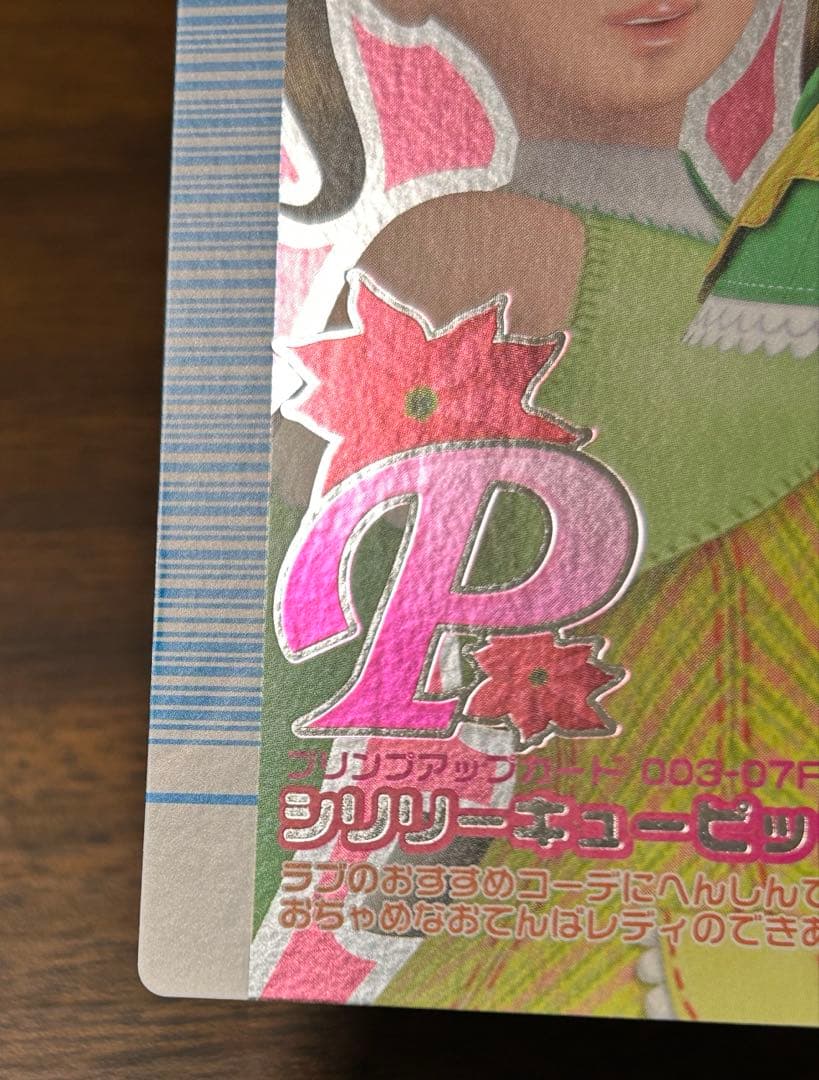 P
プリンプアップカード 003-07F
シリリーキューピッ
ラブのおすすめコーデにへんしんで
おちゃめなおてんばレディのできあ